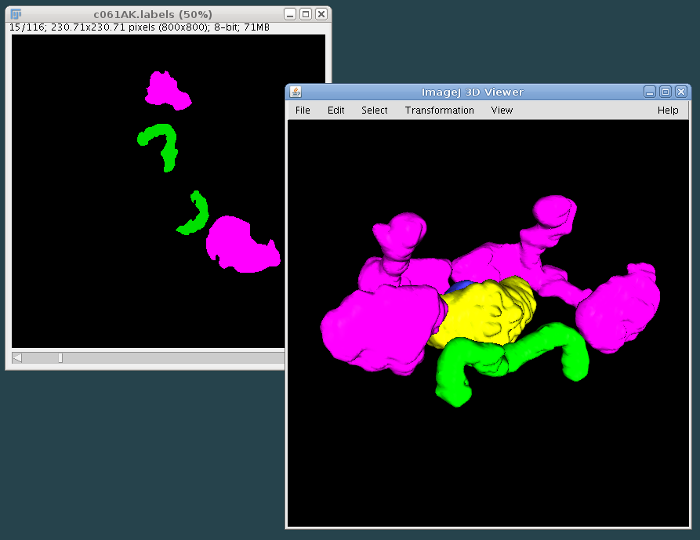 c061AK.labels (50%)
15/116; 230.71x230.71 pixels (800x800); 8-bit; 71MB
ImageJ 3D Viewer
File Edit Select Transformation View Help